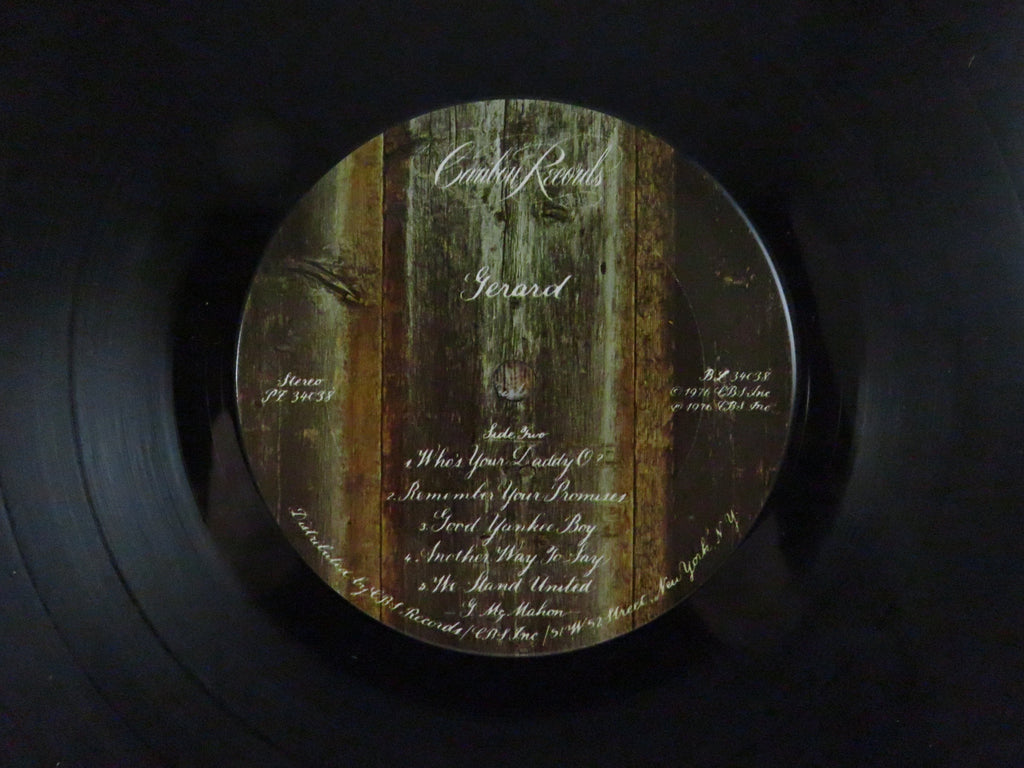 Caribou Records
Gerard
Stereo
PZ 34038
BL 34038
© 1976 CBS Inc
℗ 1976 CBS Inc
Side Two
1. Who's Your Daddy O?
2. Remember Your Promises
3. Good Yankee Boy
4. Another Way To Say
5. We Stand United
- G McMahon -
Distributed by CBS Records/CBS Inc/51 W 52 Street, New York, N.Y.